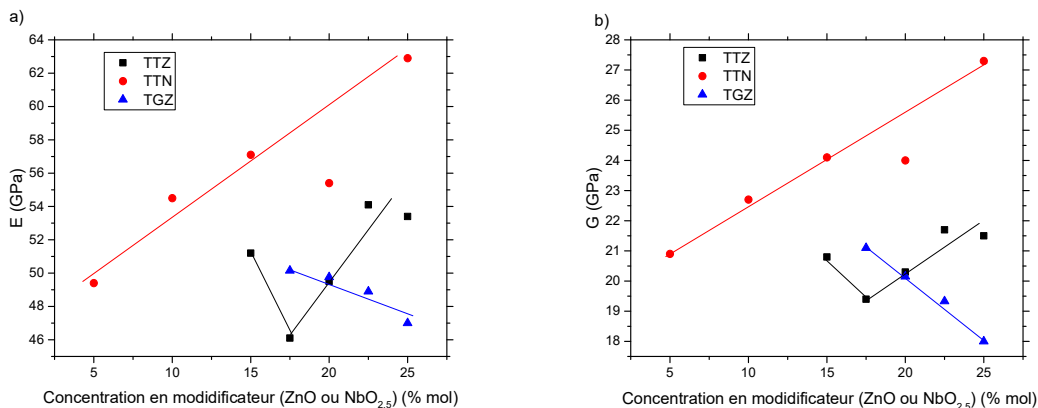 a)
64
62
60
58
56
54
52
50
48
46
E (GPa)
TTZ
TTN
TGZ
5 10 15 20 25
Concentration en modidificateur (ZnO ou NbO2.5) (% mol)
b)
28
27
26
25
24
23
22
21
20
19
18
G (GPa)
TTZ
TTN
TGZ
5 10 15 20 25
Concentration en modidificateur (ZnO ou NbO2.5) (% mol)